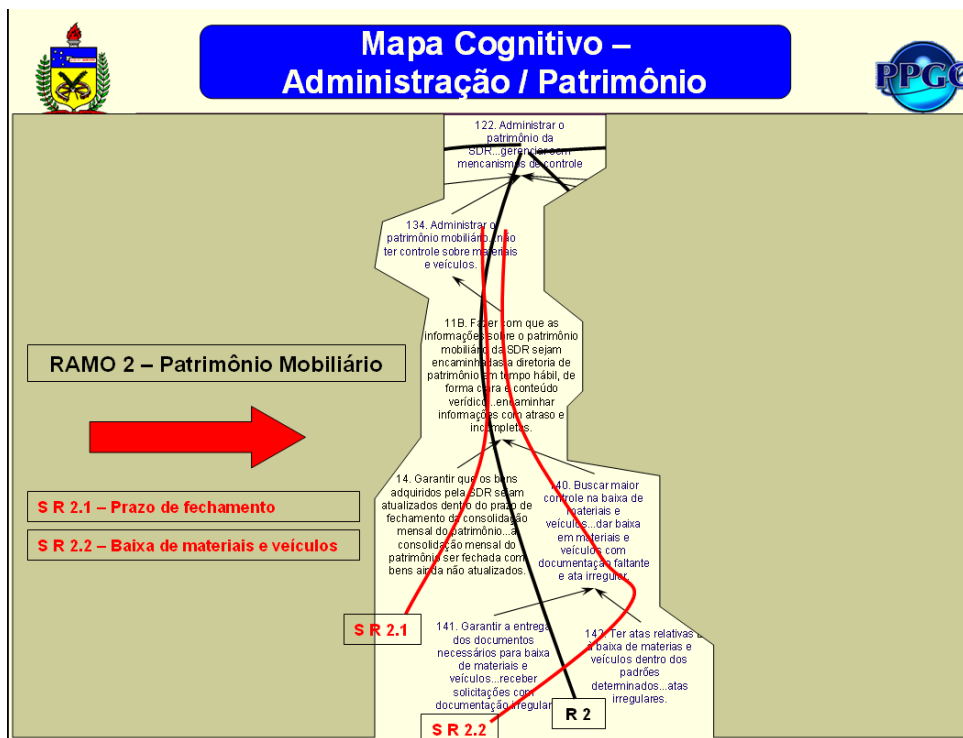 Mapa Cognitivo –
Administração / Patrimônio
PPGC
122. Administrar o
patrimônio da
SDR...gerenciar sem
mencanismos de controle
134. Administrar o
patrimônio mobiliário...não
ter controle sobre materiais
e veículos.
11B. Fazer com que as
informações sobre o patrimônio
mobiliário da SDR sejam
encaminhadas a diretoria de
patrimônio em tempo hábil, de
forma clara e conteúdo
verídico...encaminhar
informações com atraso e
incompletas.
RAMO 2 – Patrimônio Mobiliário
S R 2.1 – Prazo de fechamento
S R 2.2 – Baixa de materiais e veículos
14. Garantir que os bens
adquiridos pela SDR sejam
atualizados dentro do prazo de
fechamento da consolidação
mensal do patrimônio...a
consolidação mensal do
patrimônio ser fechada com
bens ainda não atualizados.
140. Buscar maior
controle na baixa de
materiais e
veículos...dar baixa
em materiais e
veículos com
documentação faltante
e ata irregular.
S R 2.1
141. Garantir a entrega
dos documentos
necessários para baixa
de materiais e
veículos...receber
solicitações com
documentação irregular
142. Ter atas relativas
à baixa de materias e
veículos dentro dos
padrões
determinados...atas
irregulares.
R 2
S R 2.2